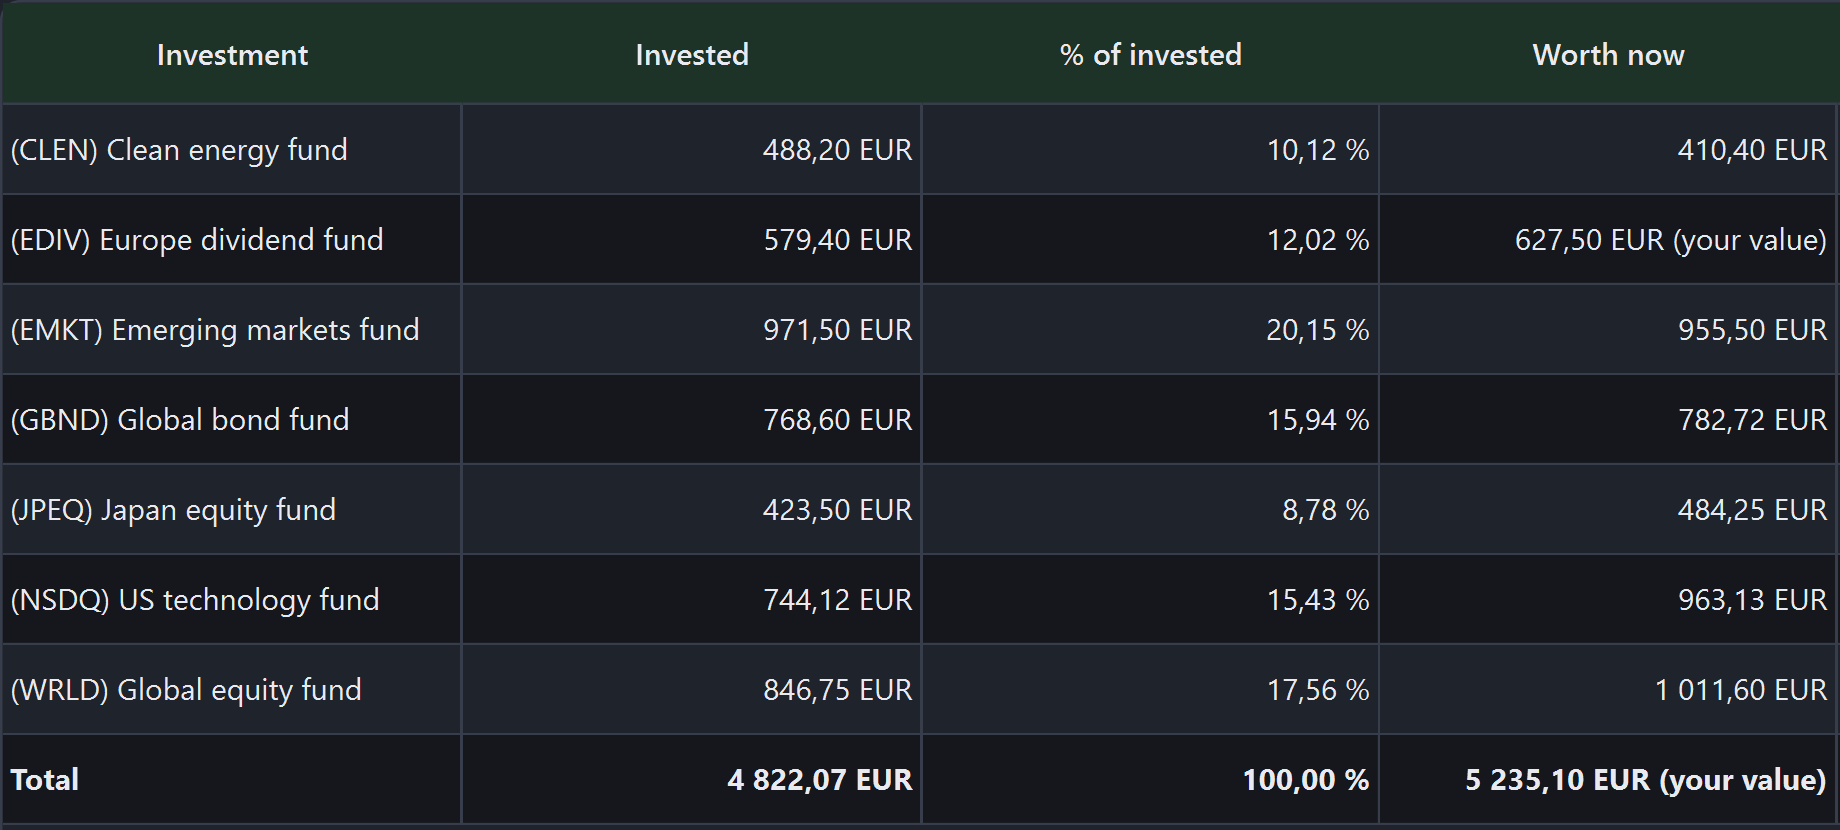 Investment Invested % of invested Worth now
(CLEN) Clean energy fund 488,20 EUR 10,12 % 410,40 EUR
(EDIV) Europe dividend fund 579,40 EUR 12,02 % 627,50 EUR (your value)
(EMKT) Emerging markets fund 971,50 EUR 20,15 % 955,50 EUR
(GBND) Global bond fund 768,60 EUR 15,94 % 782,72 EUR
(JPEQ) Japan equity fund 423,50 EUR 8,78 % 484,25 EUR
(NSDQ) US technology fund 744,12 EUR 15,43 % 963,13 EUR
(WRLD) Global equity fund 846,75 EUR 17,56 % 1 011,60 EUR
Total 4 822,07 EUR 100,00 % 5 235,10 EUR (your value)